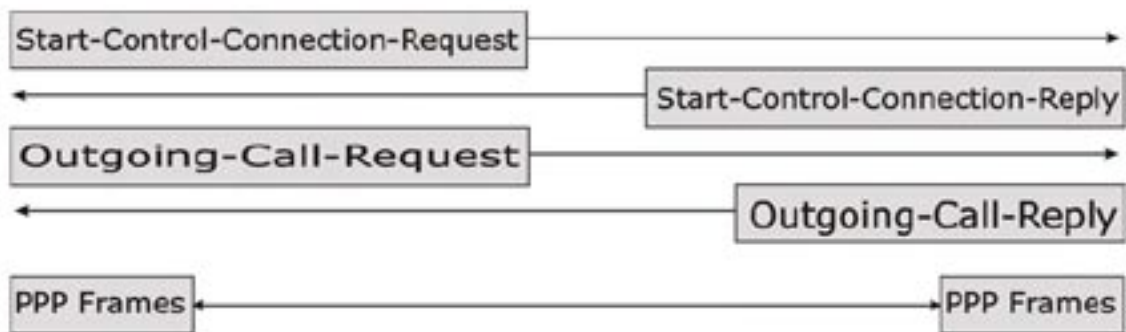 Start-Control-Connection-Request
Start-Control-Connection-Reply
Outgoing-Call-Request
Outgoing-Call-Reply
PPP Frames
PPP Frames